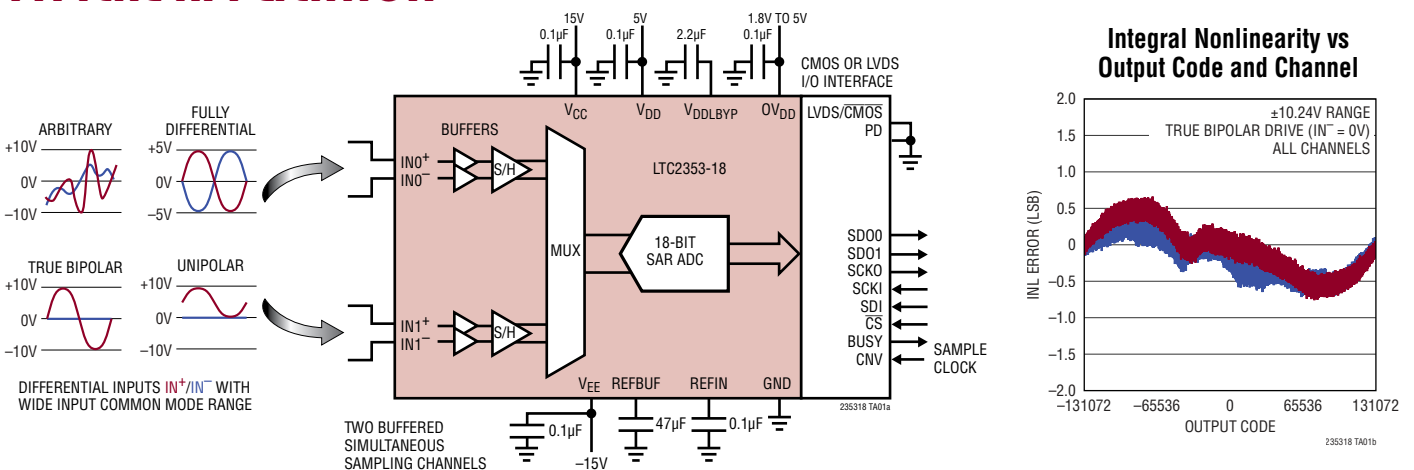 15V
5V
1.8V TO 5V
0.1µF
0.1µF
2.2µF
0.1µF
CMOS OR LVDS
I/O INTERFACE
VCC
VDD
VDDLBYP
OVDD
LVDS/CMOS
PD
ARBITRARY
FULLY
DIFFERENTIAL
+10V
0V
–10V
+5V
0V
–5V
TRUE BIPOLAR
UNIPOLAR
+10V
0V
–10V
+10V
0V
–10V
DIFFERENTIAL INPUTS IN+/IN– WITH
WIDE INPUT COMMON MODE RANGE
BUFFERS
IN0+
IN0–
S/H
LTC2353-18
MUX
18-BIT
SAR ADC
IN1+
IN1–
S/H
SDO0
SDO1
SCKO
SCKI
SDI
CS
BUSY
CNV
SAMPLE
CLOCK
VEE
REFBUF
REFIN
GND
235318 TA01a
0.1µF
47µF
0.1µF
–15V
TWO BUFFERED
SIMULTANEOUS
SAMPLING CHANNELS
Integral Nonlinearity vs
Output Code and Channel
±10.24V RANGE
TRUE BIPOLAR DRIVE (IN– = 0V)
ALL CHANNELS
INL ERROR (LSB)
2.0
1.5
1.0
0.5
0
–0.5
–1.0
–1.5
–2.0
–131072
–65536
0
65536
131072
OUTPUT CODE
235318 TA01b